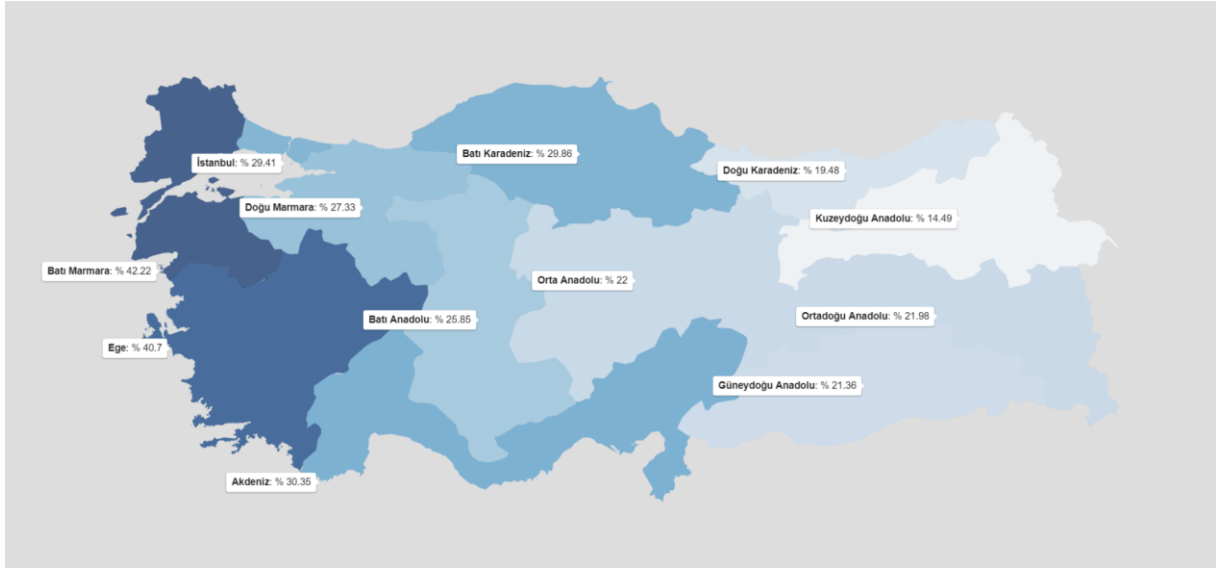 Batı Karadeniz: % 29.86
İstanbul: % 29.41
Doğu Karadeniz: % 19.48
Doğu Marmara: % 27.33
Kuzeydoğu Anadolu: % 14.49
Batı Marmara: % 42.22
Orta Anadolu: % 22
Ortadoğu Anadolu: % 21.98
Batı Anadolu: % 25.85
Ege: % 40.7
Güneydoğu Anadolu: % 21.36
Akdeniz: % 30.35